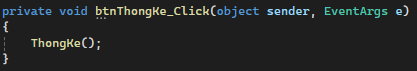 private void btnThongKe_Click(object sender, EventArgs e)
{
    ThongKe();
}